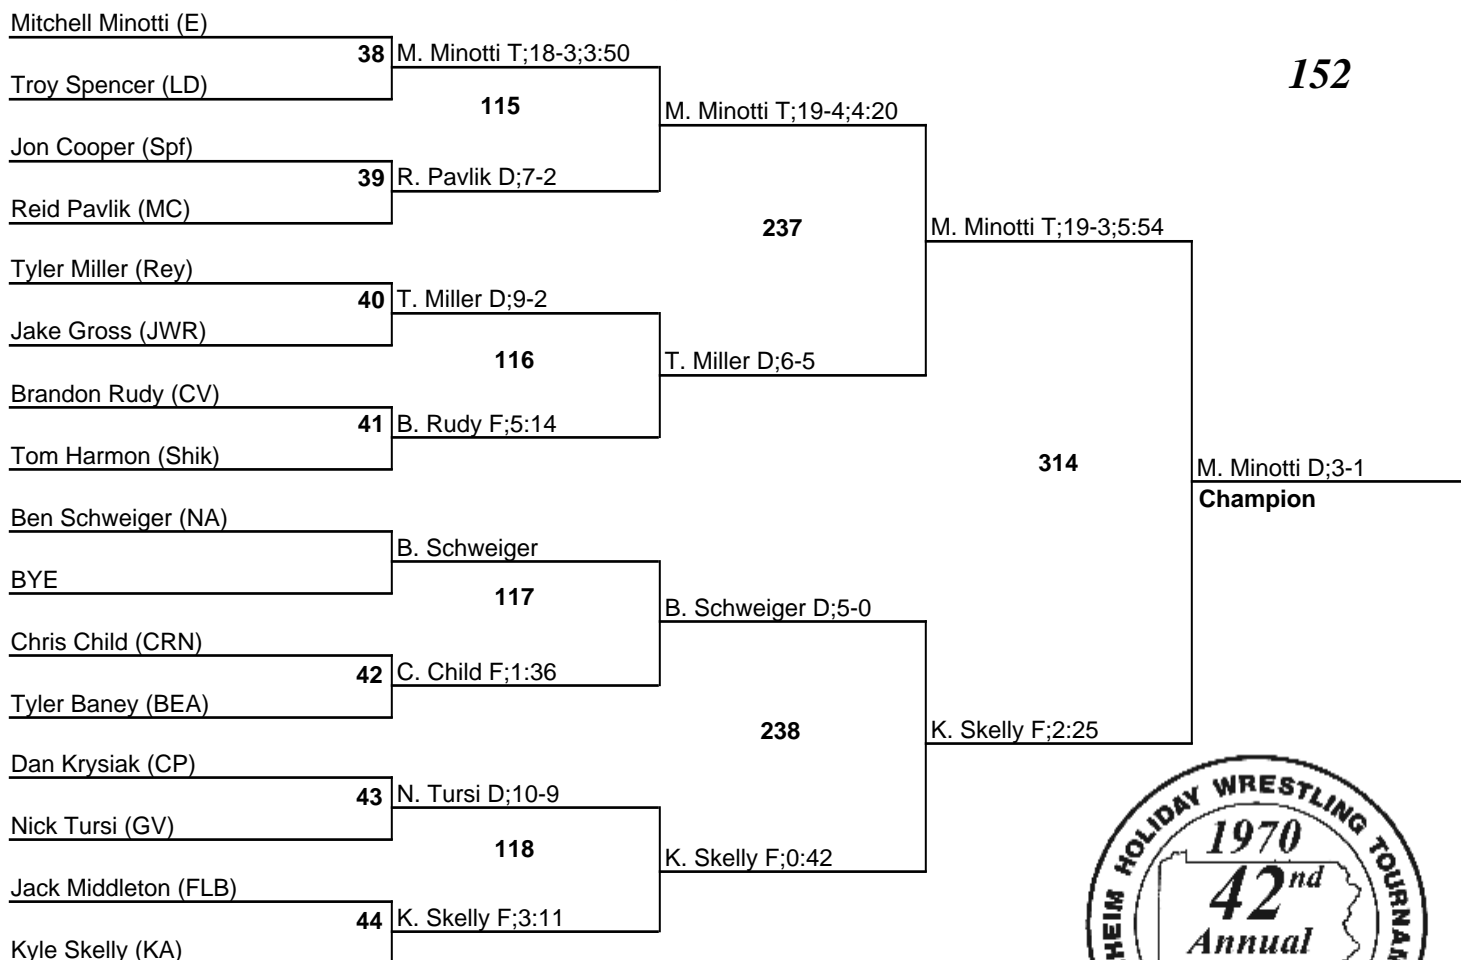 Mitchell Minotti (E)
38 M. Minotti T;18-3;3:50
152
Troy Spencer (LD)
115
M. Minotti T;19-4;4:20
Jon Cooper (Spf)
39 R. Pavlik D;7-2
Reid Pavlik (MC)
237
M. Minotti T;19-3;5:54
Tyler Miller (Rey)
40 T. Miller D;9-2
Jake Gross (JWR)
116
T. Miller D;6-5
Brandon Rudy (CV)
41 B. Rudy F;5:14
Tom Harmon (Shik)
314
M. Minotti D;3-1
Champion
Ben Schweiger (NA)
B. Schweiger
BYE
117
B. Schweiger D;5-0
Chris Child (CRN)
42 C. Child F;1:36
Tyler Baney (BEA)
238
K. Skelly F;2:25
Dan Krysiak (CP)
43 N. Tursi D;10-9
Nick Tursi (GV)
118
K. Skelly F;0:42
Jack Middleton (FLB)
44 K. Skelly F;3:11
Kyle Skelly (KA)
HEIM HOLIDAY WRESTLING TOURNAM
1970
42nd
Annual